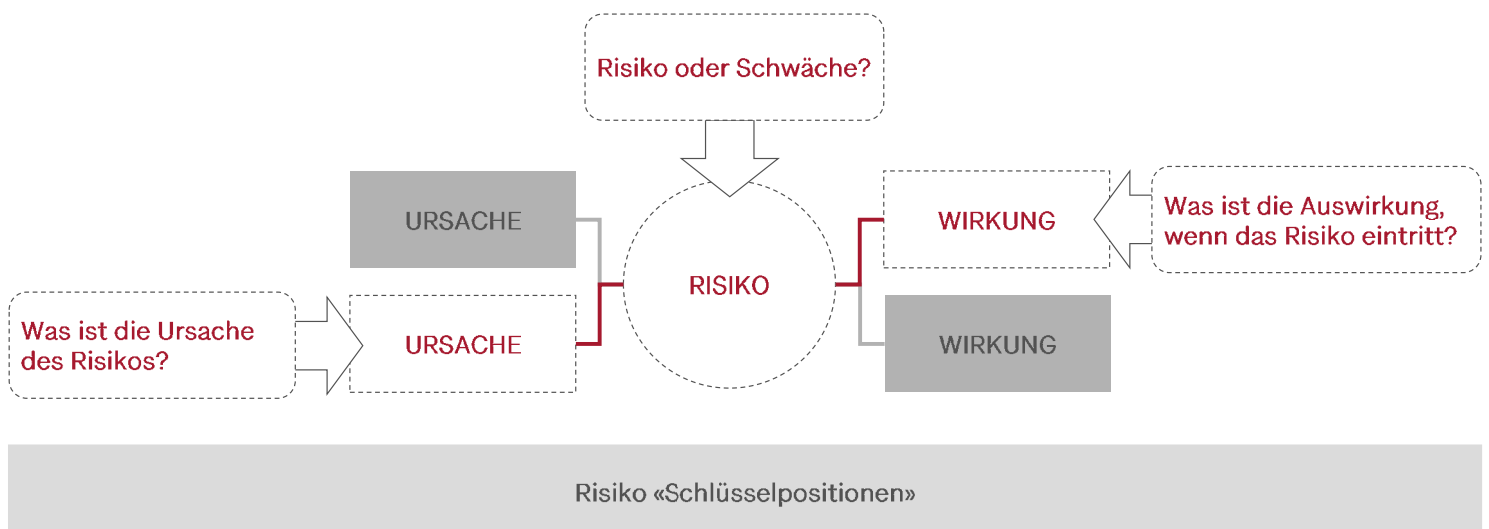 Risiko oder Schwäche?
URSACHE
WIRKUNG
Was ist die Auswirkung,
wenn das Risiko eintritt?
RISIKO
Was ist die Ursache
des Risikos?
URSACHE
WIRKUNG
Risiko «Schlüsselpositionen»